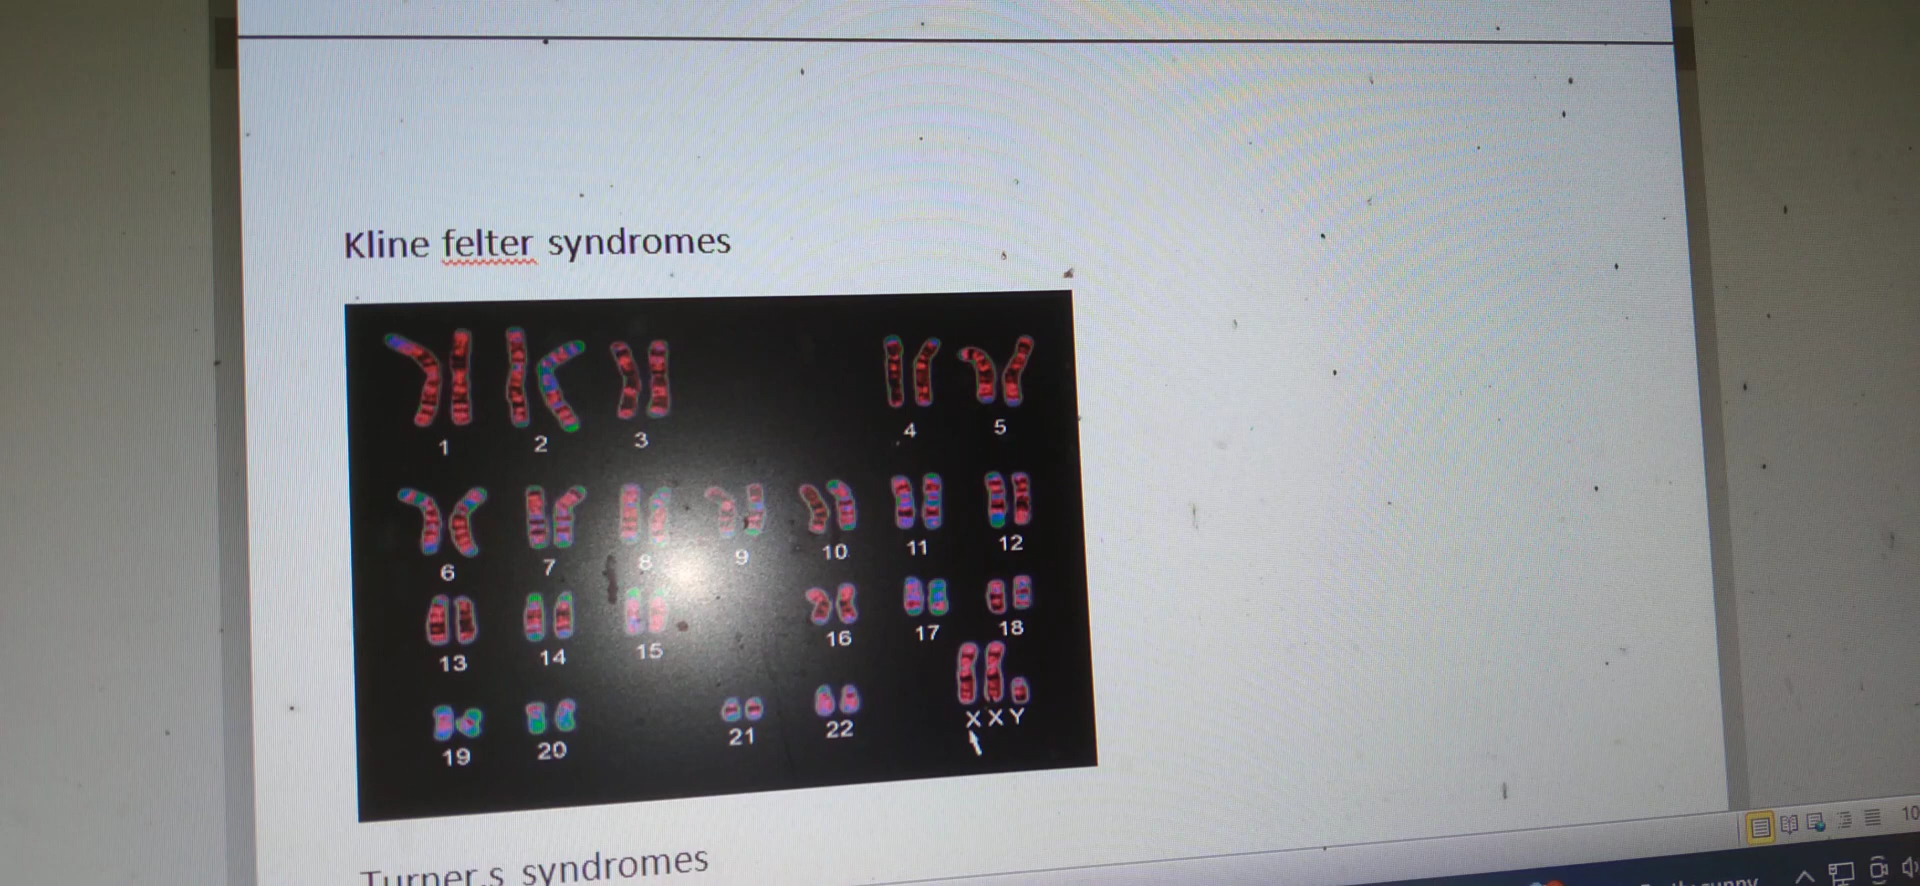 Kline felter syndromes
1 2 3 4 5
6 7 8 9 10 11 12
13 14 15 16 17 18
19 20 21 22 X X Y
Turner,s syndromes
10